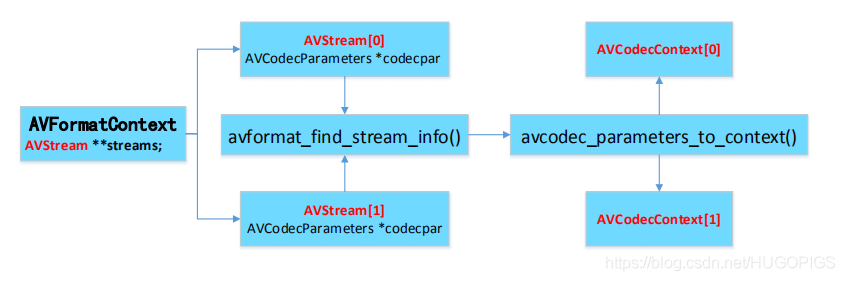 AVFormatContext
AVStream **streams;
AVStream[0]
AVCodecParameters *codecpar
avformat_find_stream_info()
AVStream[1]
AVCodecParameters *codecpar
avcodec_parameters_to_context()
AVCodecContext[0]
AVCodecContext[1]
https://blog.csdn.net/HUGOPIGS